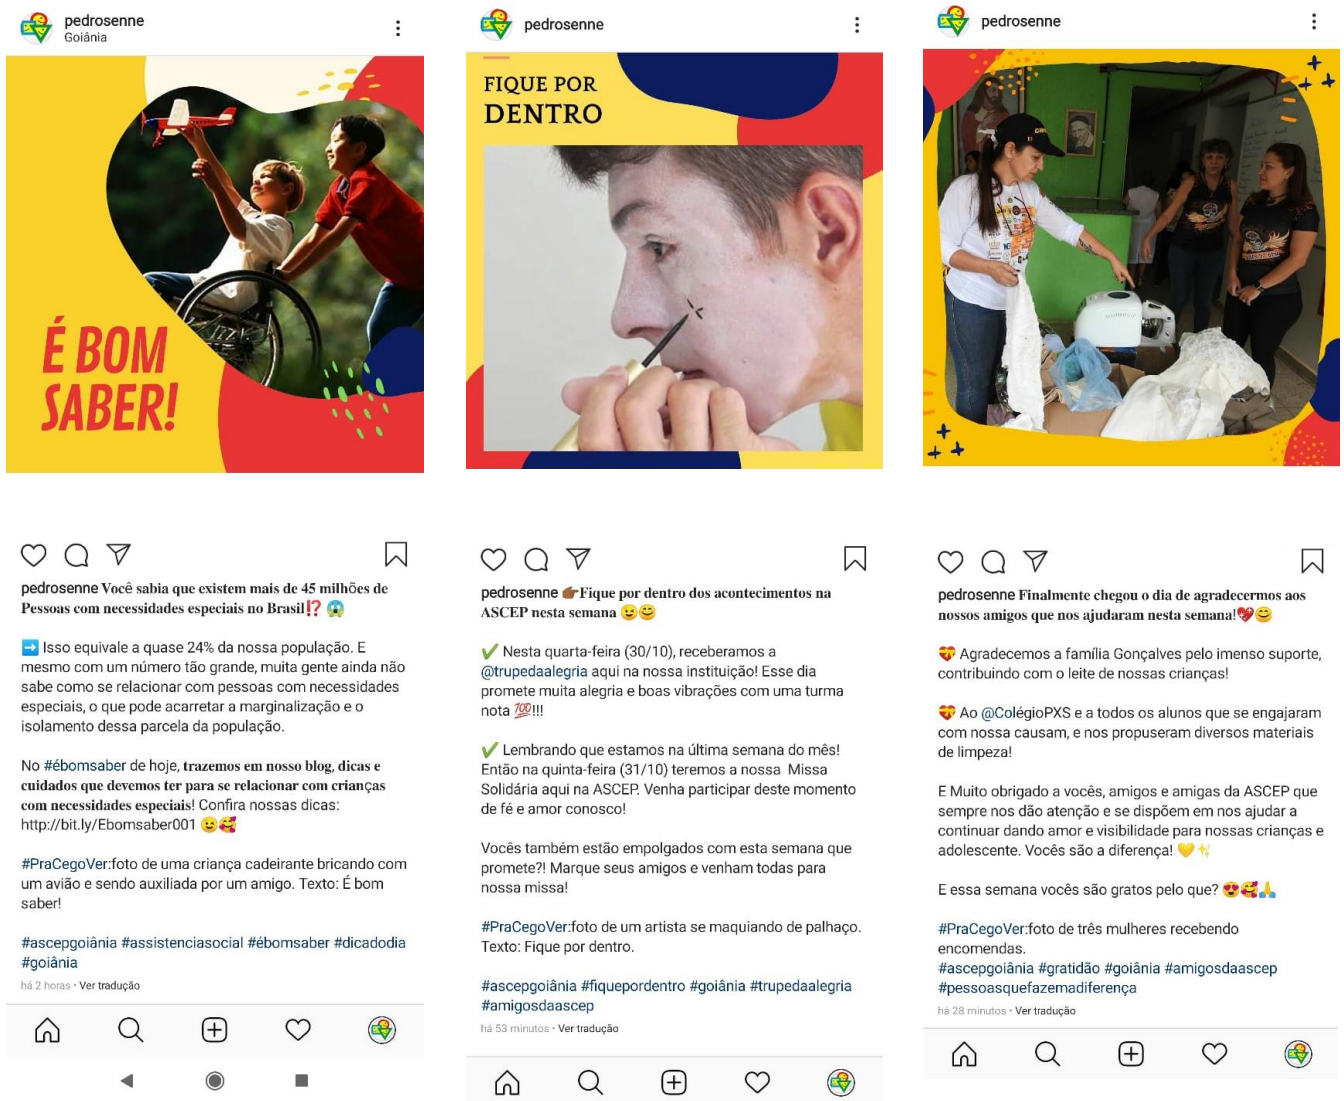 pedrosenne
Goiânia
É BOM
SABER!
pedrosenne Você sabia que existem mais de 45 milhões de
Pessoas com necessidades especiais no Brasil⁉️ 😱
➡️ Isso equivale a quase 24% da nossa população. E
mesmo com um número tão grande, muita gente ainda não
sabe como se relacionar com pessoas com necessidades
especiais, o que pode acarretar a marginalização e o
isolamento dessa parcela da população.
No #ébomsaber de hoje, trazemos em nosso blog, dicas e
cuidados que devemos ter para se relacionar com crianças
com necessidades especiais! Confira nossas dicas:
http://bit.ly/Ebomsaber001 😉🥰
#PraCegoVer:foto de uma criança cadeirante bricando com
um avião e sendo auxiliada por um amigo. Texto: É bom
saber!
#ascepgoiânia #assistenciasocial #ébomsaber #dicadodia
#goiânia
há 2 horas · Ver tradução
pedrosenne
FIQUE POR
DENTRO
pedrosenne 👉🏾Fique por dentro dos acontecimentos na
ASCEP nesta semana 😉😊
✔️ Nesta quarta-feira (30/10), receberemos a
@trupedaalegria aqui na nossa instituição! Esse dia
promete muita alegria e boas vibrações com uma turma
nota 💯!!!
✔️ Lembrando que estamos na última semana do mês!
Então na quinta-feira (31/10) teremos a nossa Missa
Solidária aqui na ASCEP. Venha participar deste momento
de fé e amor conosco!
Vocês também estão empolgados com esta semana que
promete?! Marque seus amigos e venham todas para
nossa missa!
#PraCegoVer:foto de um artista se maquiando de palhaço.
Texto: Fique por dentro.
#ascepgoiânia #fiquepordentro #goiânia #trupedaalegria
#amigosdaascep
há 53 minutos · Ver tradução
pedrosenne
pedrosenne Finalmente chegou o dia de agradecermos aos
nossos amigos que nos ajudaram nesta semana!💖😊
💝 Agradecemos a família Gonçalves pelo imenso suporte,
contribuindo com o leite de nossas crianças!
💝 Ao @ColégioPXS e a todos os alunos que se engajaram
com nossa causam, e nos propuseram diversos materiais
de limpeza!
E Muito obrigado a vocês, amigos e amigas da ASCEP que
sempre nos dão atenção e se dispõem em nos ajudar a
continuar dando amor e visibilidade para nossas crianças e
adolescente. Vocês são a diferença! 💛✨
E essa semana vocês são gratos pelo que? 😍🥰🙏
#PraCegoVer:foto de três mulheres recebendo
encomendas.
#ascepgoiânia #gratidão #goiânia #amigosdaascep
#pessoasquefazemadiferença
há 28 minutos · Ver tradução